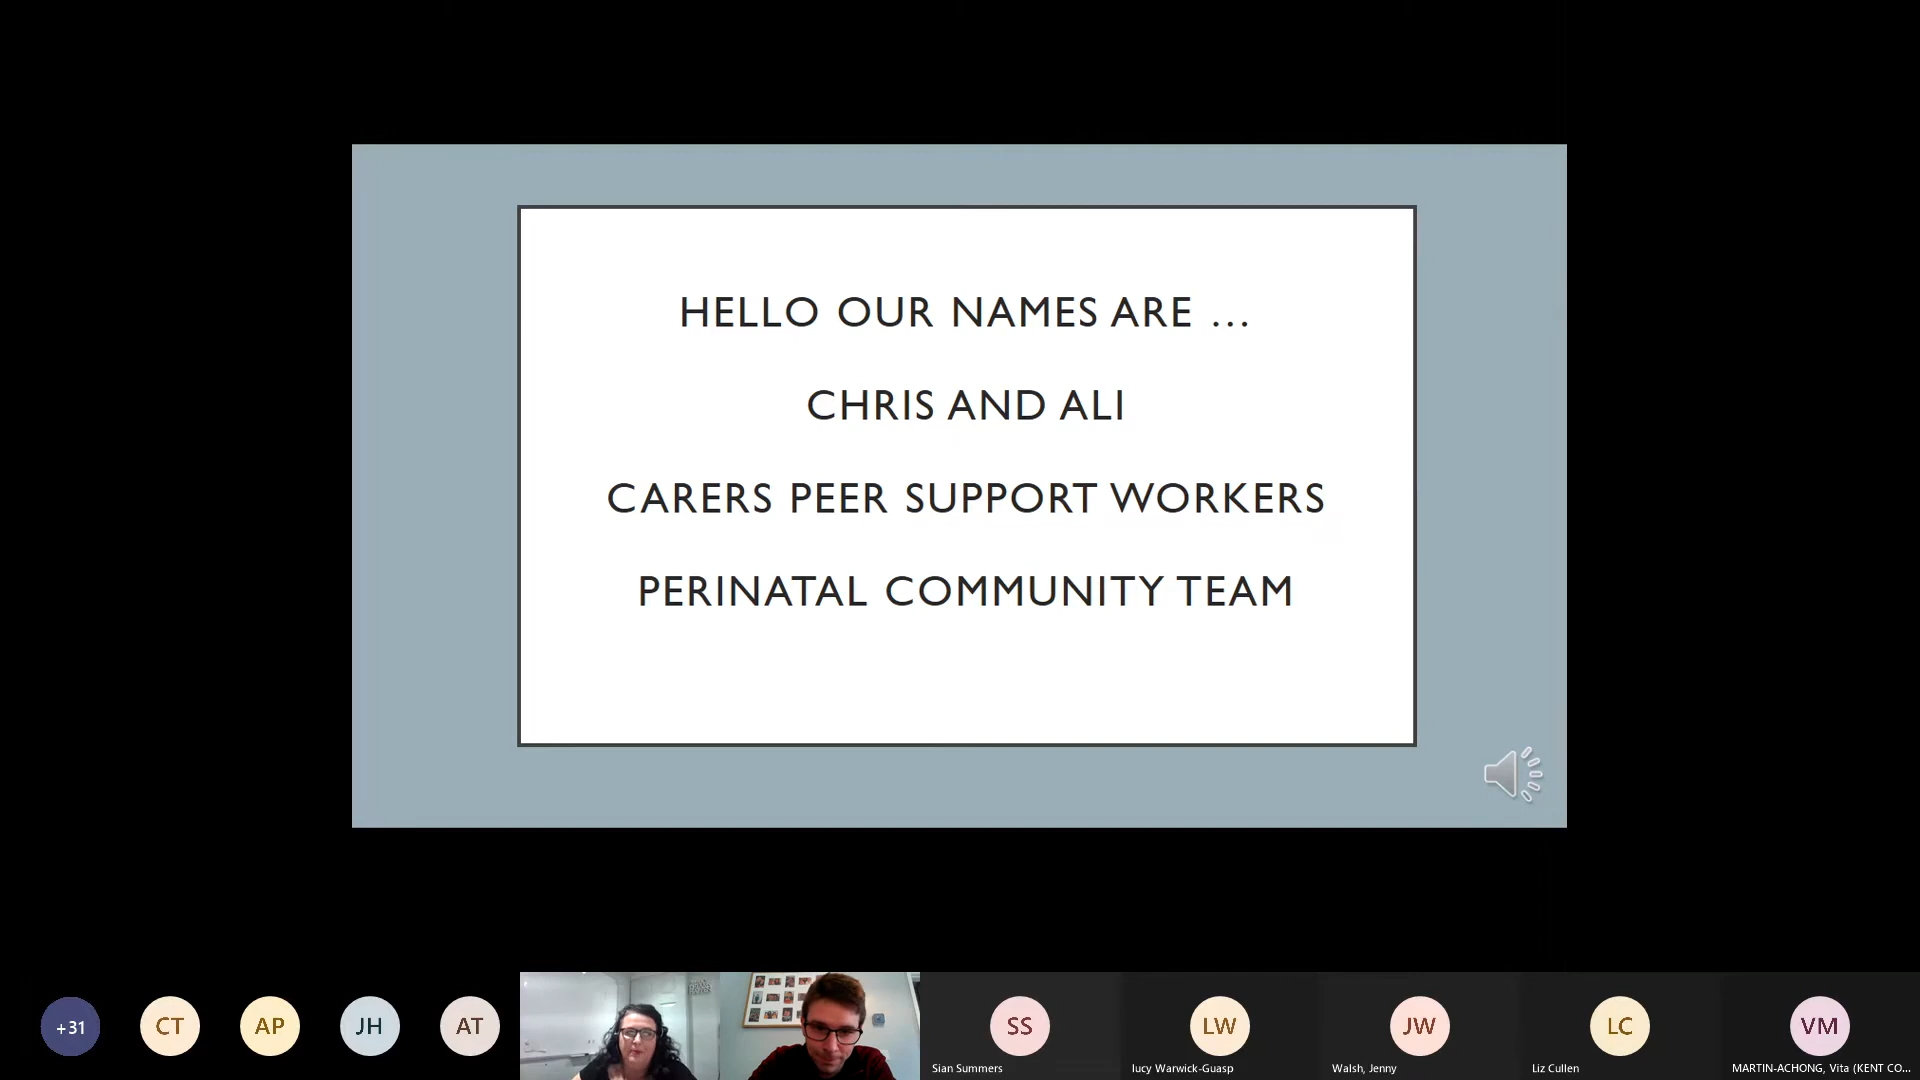 HELLO OUR NAMES ARE ...
CHRIS AND ALI
CARERS PEER SUPPORT WORKERS
PERINATAL COMMUNITY TEAM
+31
CT
AP
JH
AT
SS
LW
JW
LC
VM
Sian Summers
lucy Warwick-Guasp
Walsh, Jenny
Liz Cullen
MARTIN-ACHONG, Vita (KENT CO...